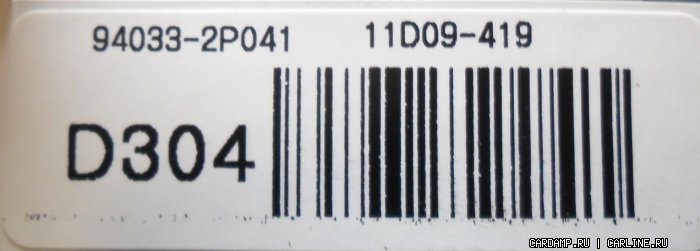 94033-2P041 11D09-419
D304
CARDAMP.RU | CARLINE.RU